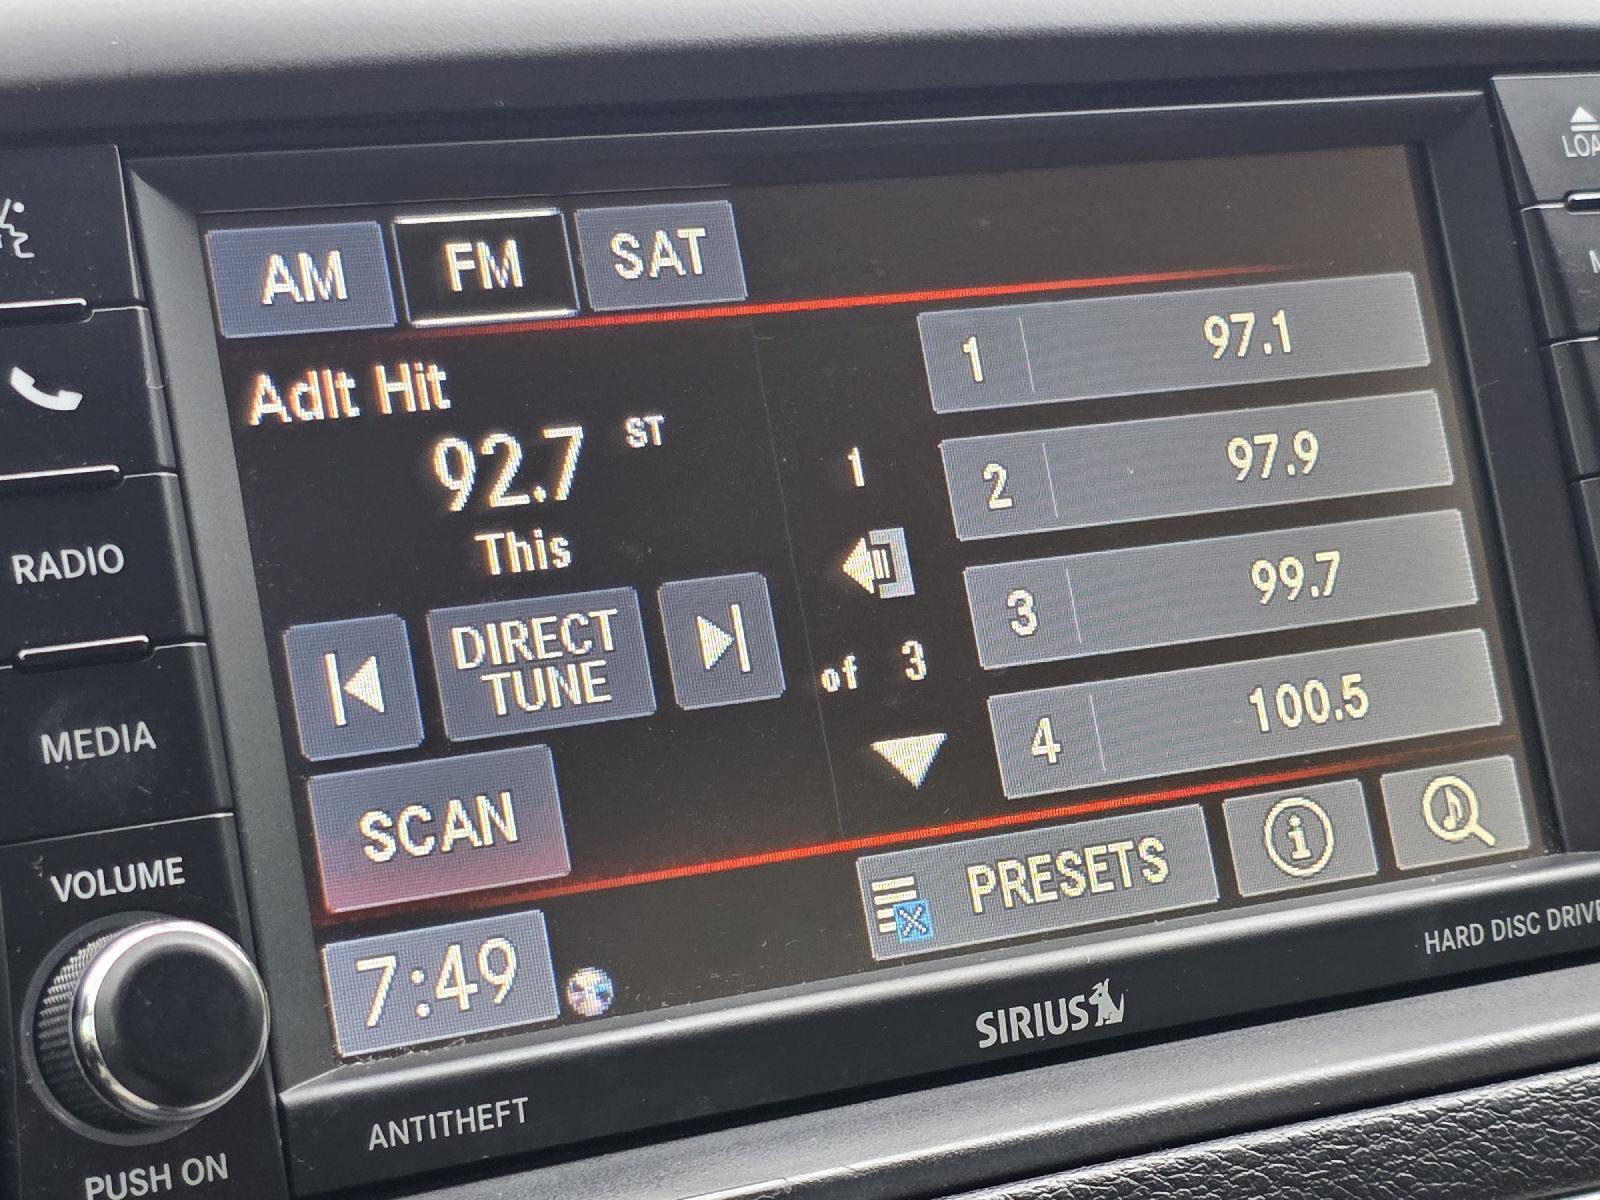 LOA
AM FM SAT
Adlt Hit
92.7 ST
This
DIRECT
TUNE
SCAN
7:49
1
of 3
1 97.1
2 97.9
3 99.7
4 100.5
PRESETS
RADIO
MEDIA
VOLUME
PUSH ON
ANTITHEFT
SIRIUS
HARD DISC DRIVE